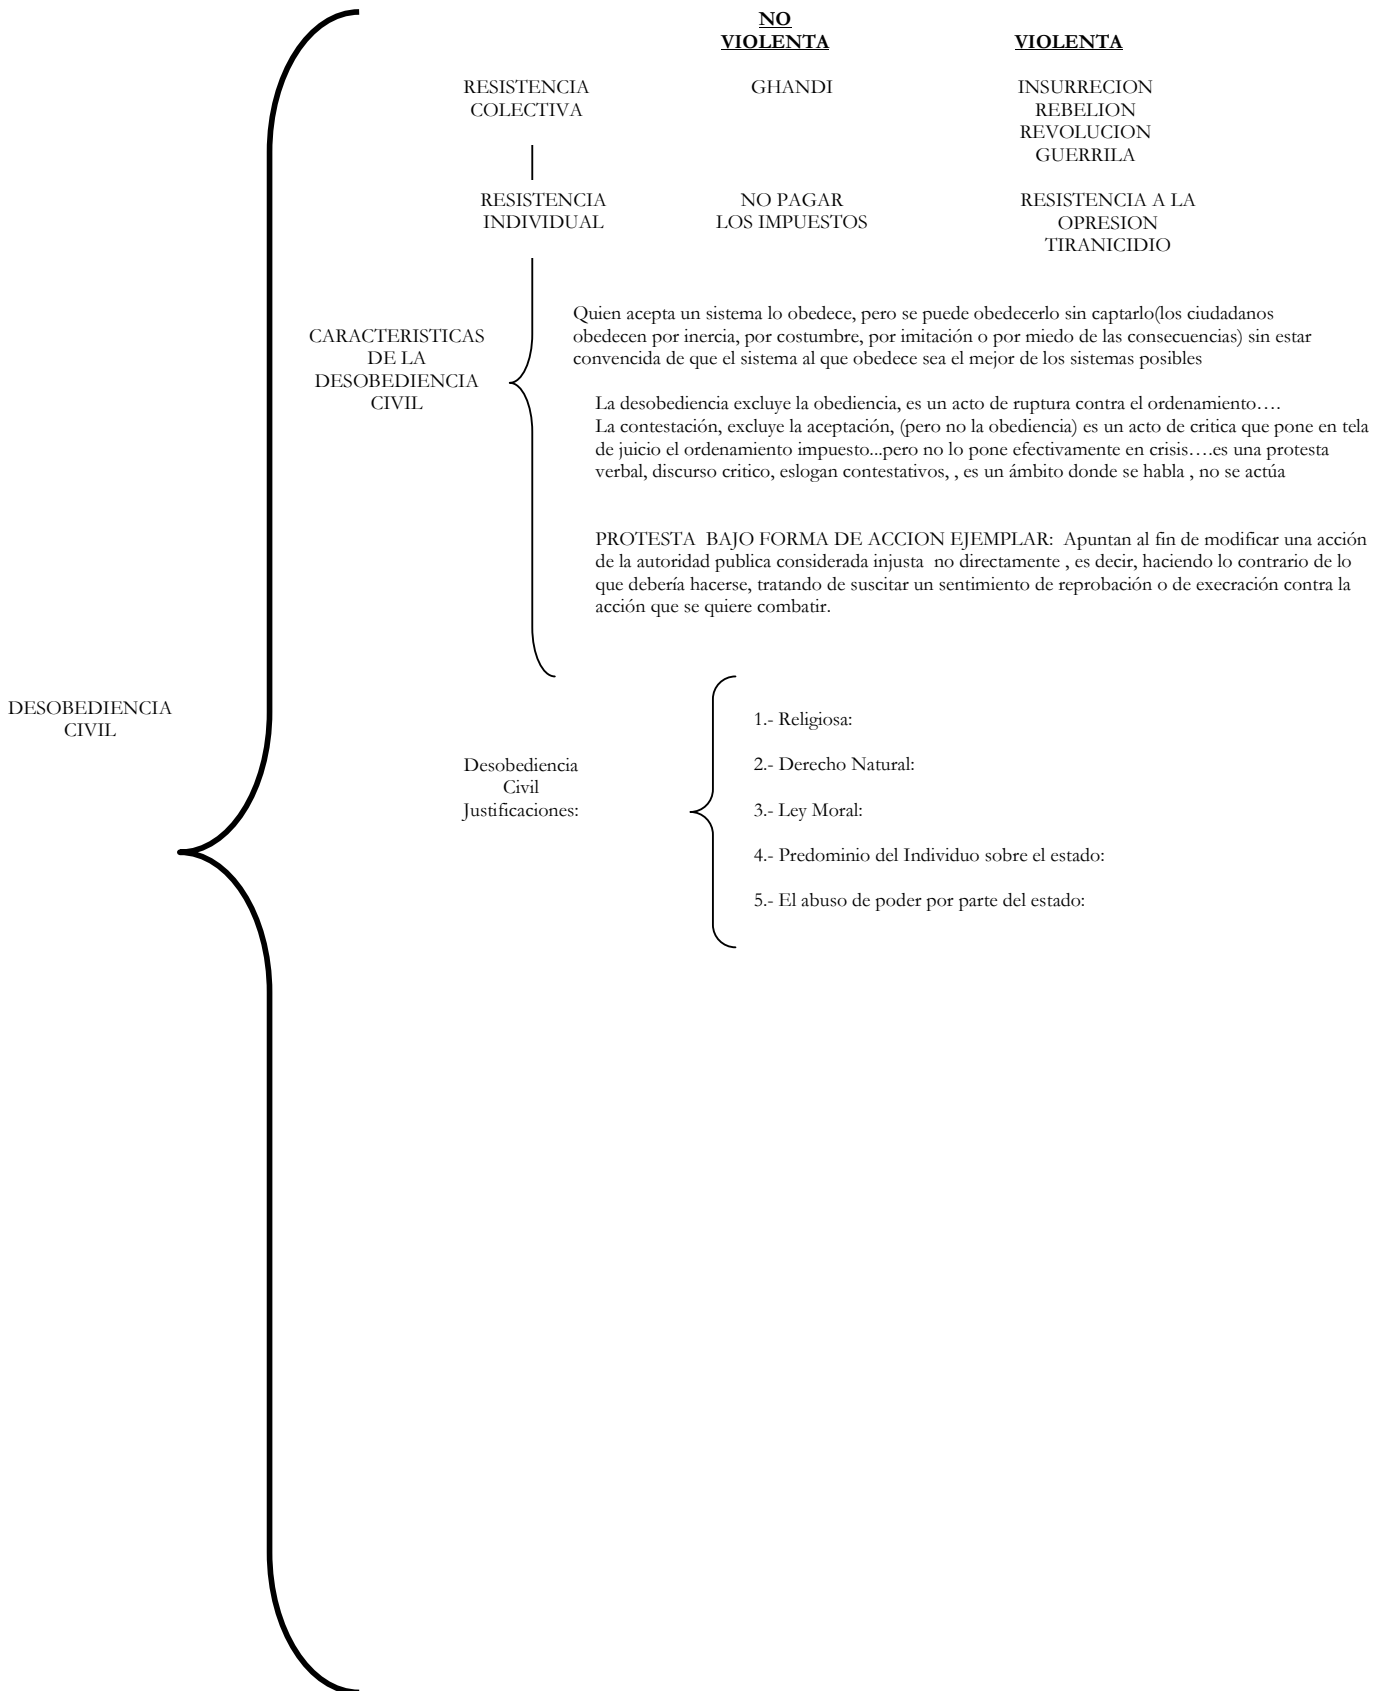 NO
VIOLENTA
VIOLENTA
RESISTENCIA
COLECTIVA
GHANDI
INSURRECION
REBELION
REVOLUCION
GUERRILA
RESISTENCIA
INDIVIDUAL
NO PAGAR
LOS IMPUESTOS
RESISTENCIA A LA
OPRESION
TIRANICIDIO
CARACTERISTICAS
DE LA
DESOBEDIENCIA
CIVIL
Quien acepta un sistema lo obedece, pero se puede obedecerlo sin captarlo(los ciudadanos
obedecen por inercia, por costumbre, por imitación o por miedo de las consecuencias) sin estar
convencida de que el sistema al que obedece sea el mejor de los sistemas posibles
La desobediencia excluye la obediencia, es un acto de ruptura contra el ordenamiento….
La contestación, excluye la aceptación, (pero no la obediencia) es un acto de critica que pone en tela
de juicio el ordenamiento impuesto...pero no lo pone efectivamente en crisis….es una protesta
verbal, discurso critico, eslogan contestativos, , es un ámbito donde se habla , no se actúa
PROTESTA BAJO FORMA DE ACCION EJEMPLAR: Apuntan al fin de modificar una acción
de la autoridad publica considerada injusta no directamente , es decir, haciendo lo contrario de lo
que debería hacerse, tratando de suscitar un sentimiento de reprobación o de execración contra la
acción que se quiere combatir.
DESOBEDIENCIA
CIVIL
Desobediencia
Civil
Justificaciones:
1.- Religiosa:
2.- Derecho Natural:
3.- Ley Moral:
4.- Predominio del Individuo sobre el estado:
5.- El abuso de poder por parte del estado: